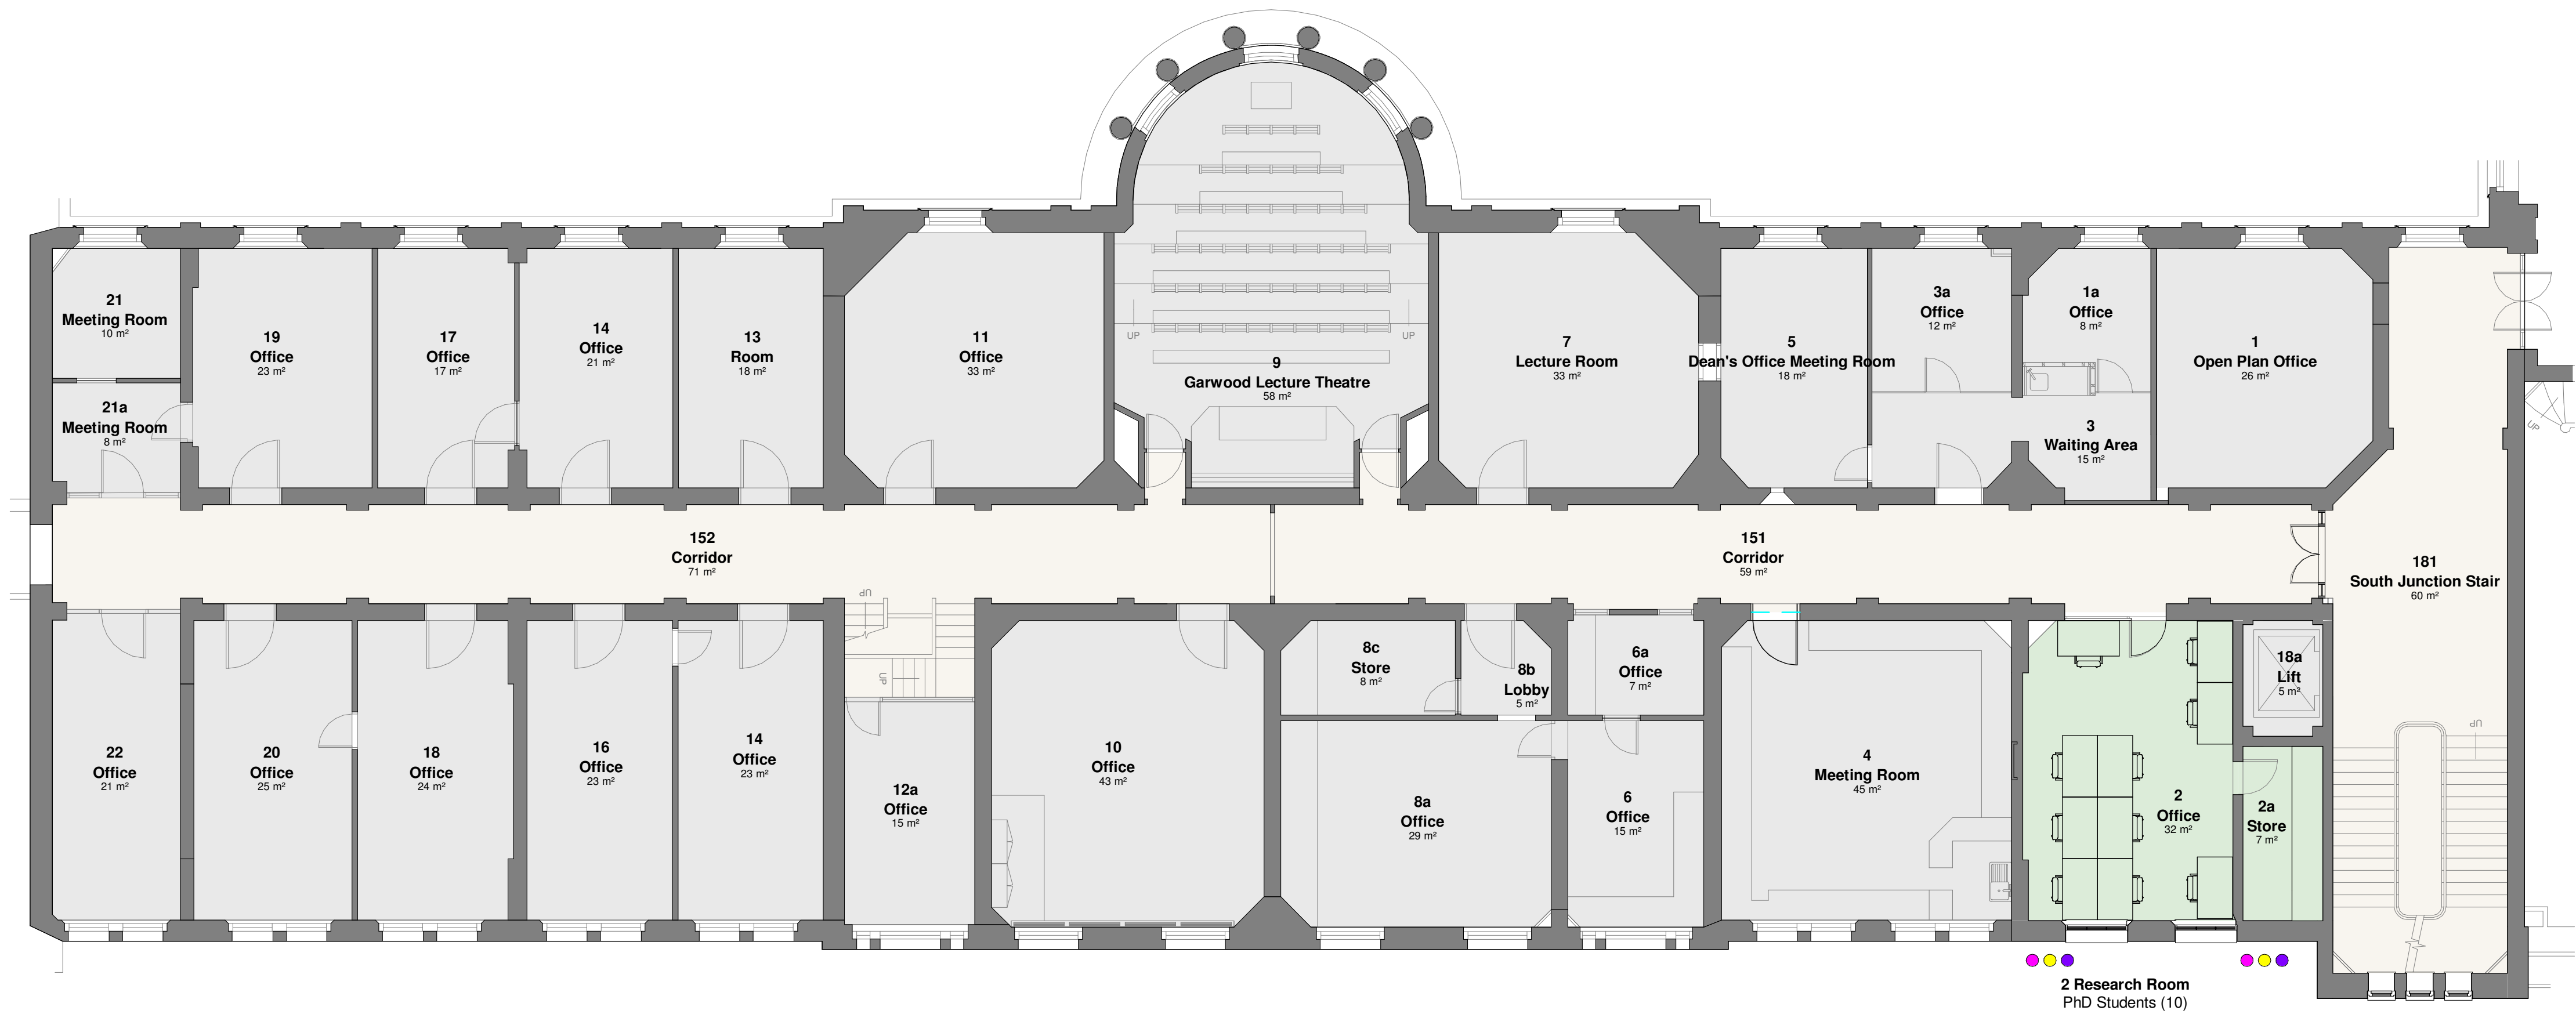 21
Meeting Room
10 m²
21a
Meeting Room
8 m²
19
Office
23 m²
17
Office
17 m²
14
Office
21 m²
13
Room
18 m²
11
Office
33 m²
UP
UP
9
Garwood Lecture Theatre
58 m²
7
Lecture Room
33 m²
5
Dean's Office Meeting Room
18 m²
3a
Office
12 m²
1a
Office
8 m²
3
Waiting Area
15 m²
1
Open Plan Office
26 m²
UP
152
Corridor
71 m²
151
Corridor
59 m²
181
South Junction Stair
60 m²
UP
UP
22
Office
21 m²
20
Office
25 m²
18
Office
24 m²
16
Office
23 m²
14
Office
23 m²
12a
Office
15 m²
10
Office
43 m²
8c
Store
8 m²
8b
Lobby
5 m²
8a
Office
29 m²
6a
Office
7 m²
6
Office
15 m²
4
Meeting Room
45 m²
2
Office
32 m²
18a
Lift
5 m²
2a
Store
7 m²
UP
2 Research Room
PhD Students (10)